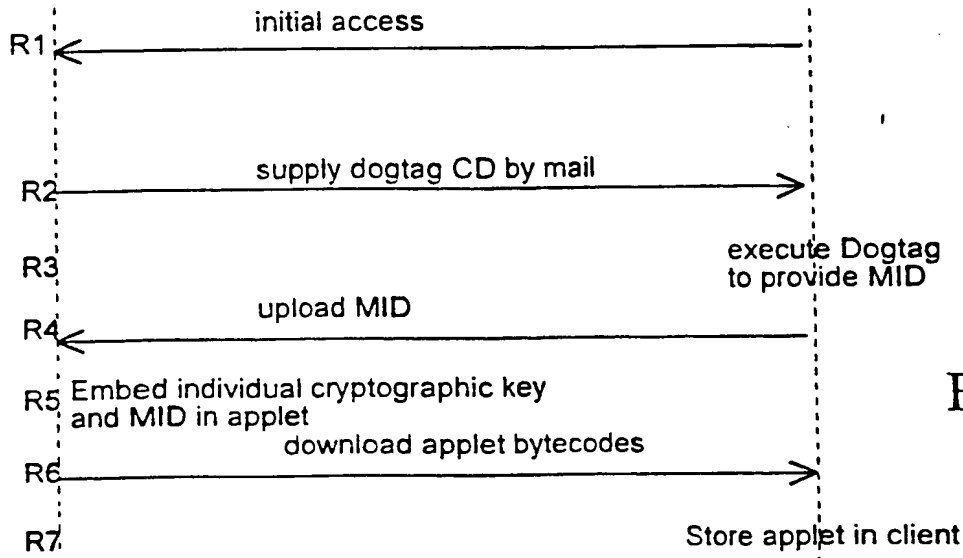 initial access
R1
supply dogtag CD by mail
R2
execute Dogtag
R3
to provide MID
upload MID
R4
R5 Embed individual cryptographic key
and MID in applet
download applet bytecodes
R6
R7
Store applet in client